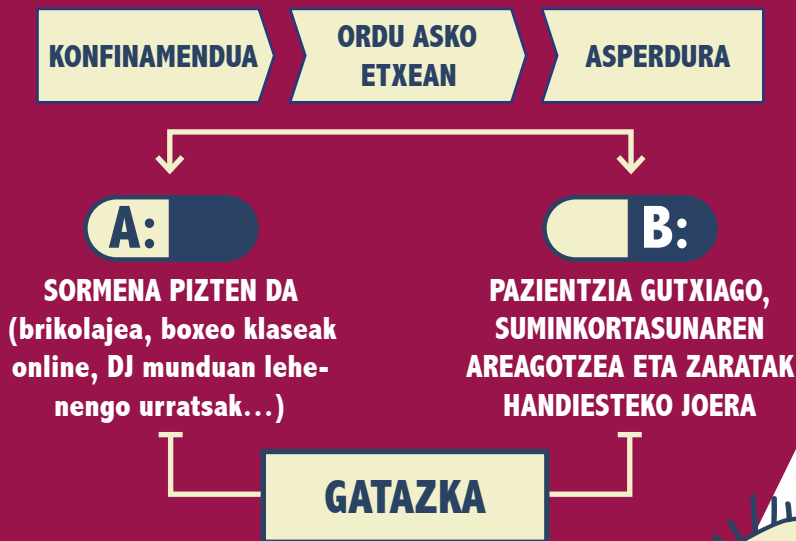 KONFINAMENDUA
ORDU ASKO
ETXEAN
ASPERDURA
A:
SORMENA PIZTEN DA
(brikolajea, boxeo klaseak
online, DJ munduan lehe-
nengo urratsak...)
B:
PAZIENTZIA GUTXIAGO,
SUMINKORTASUNAREN
AREAGOTZEA ETA ZARATAK
HANDIESTEKO JOERA
GATAZKA